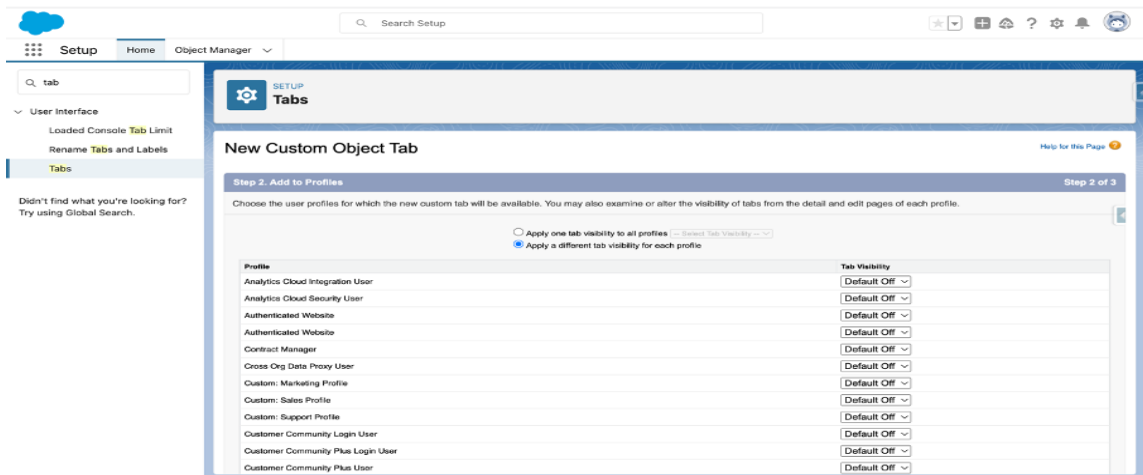 Search Setup
Setup
Home
Object Manager
tab
User Interface
Loaded Console Tab Limit
Rename Tabs and Labels
Tabs
Didn't find what you're looking for?
Try using Global Search.
SETUP
Tabs
New Custom Object Tab
Help for this Page
Step 2. Add to Profiles Step 2 of 3
Choose the user profiles for which the new custom tab will be available. You may also examine or alter the visibility of tabs from the detail and edit pages of each profile.
Apply one tab visibility to all profiles -- Select Tab Visibility --
Apply a different tab visibility for each profile
Profile Tab Visibility
Analytics Cloud Integration User Default Off
Analytics Cloud Security User Default Off
Authenticated Website Default Off
Authenticated Website Default Off
Contract Manager Default Off
Cross Org Data Proxy User Default Off
Custom: Marketing Profile Default Off
Custom: Sales Profile Default Off
Custom: Support Profile Default Off
Customer Community Login User Default Off
Customer Community Plus Login User Default Off
Customer Community Plus User Default Off